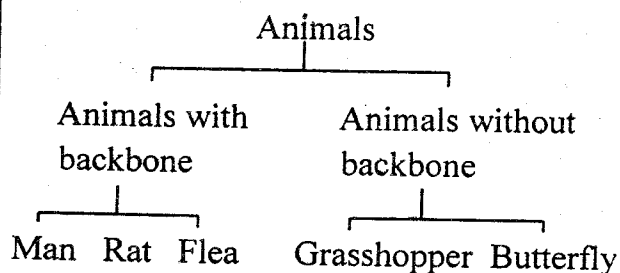 Animals
Animals with
backbone
Animals without
backbone
Man Rat Flea
Grasshopper Butterfly